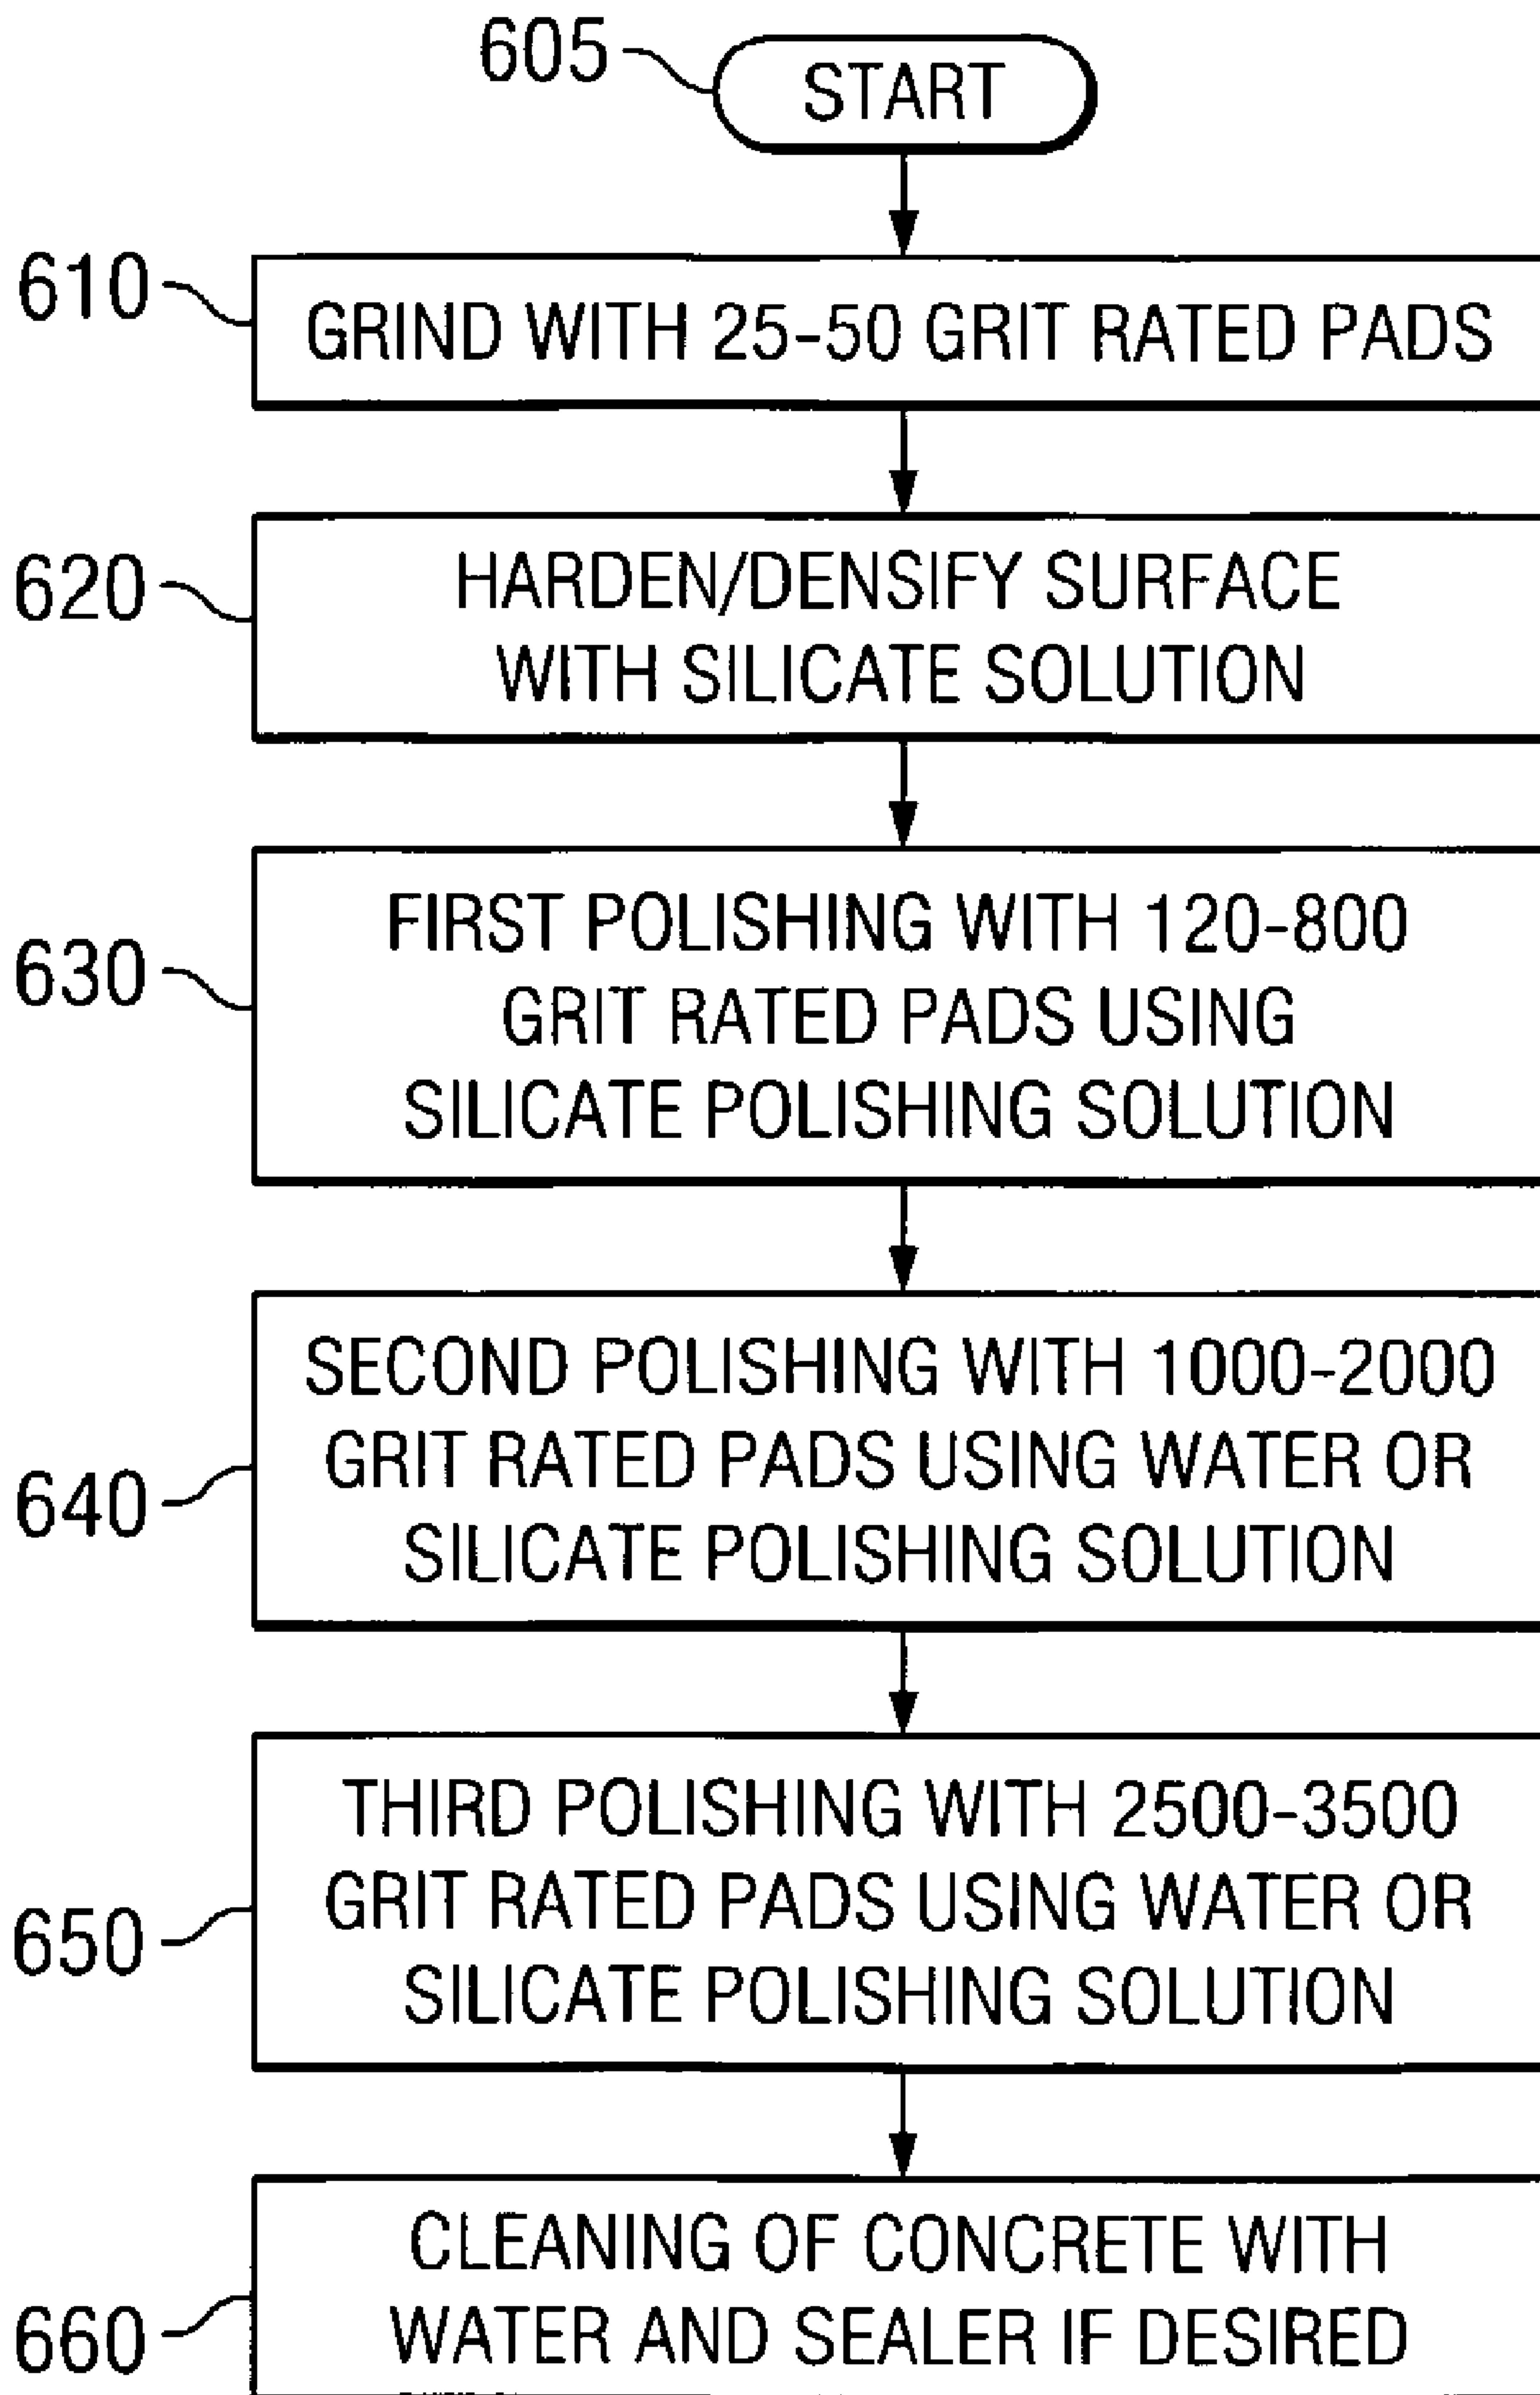 605
START
610
GRIND WITH 25-50 GRIT RATED PADS
620
HARDEN/DENSIFY SURFACE
WITH SILICATE SOLUTION
630
FIRST POLISHING WITH 120-800
GRIT RATED PADS USING
SILICATE POLISHING SOLUTION
640
SECOND POLISHING WITH 1000-2000
GRIT RATED PADS USING WATER OR
SILICATE POLISHING SOLUTION
650
THIRD POLISHING WITH 2500-3500
GRIT RATED PADS USING WATER OR
SILICATE POLISHING SOLUTION
660
CLEANING OF CONCRETE WITH
WATER AND SEALER IF DESIRED